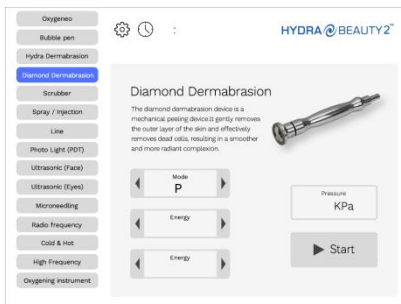 Oxygeneo
Bubble pen
Hydra Dermabrasion
Diamond Dermabrasion
Scrubber
Spray / Injection
Line
Photo Light (PDT)
Ultrasonic (Face)
Ultrasonic (Eyes)
Microneedling
Radio frequency
Cold & Hot
High Frequency
Oxygening instrument
:
HYDRA BEAUTY 2™
Diamond Dermabrasion
The diamond dermabrasion device is a
mechanical peeling device.It gently removes
the outer layer of the skin and effectively
removes dead cells, resulting in a smoother
and more radiant complexion.
Mode
P
Energy
Energy
Pressure
KPa
Start